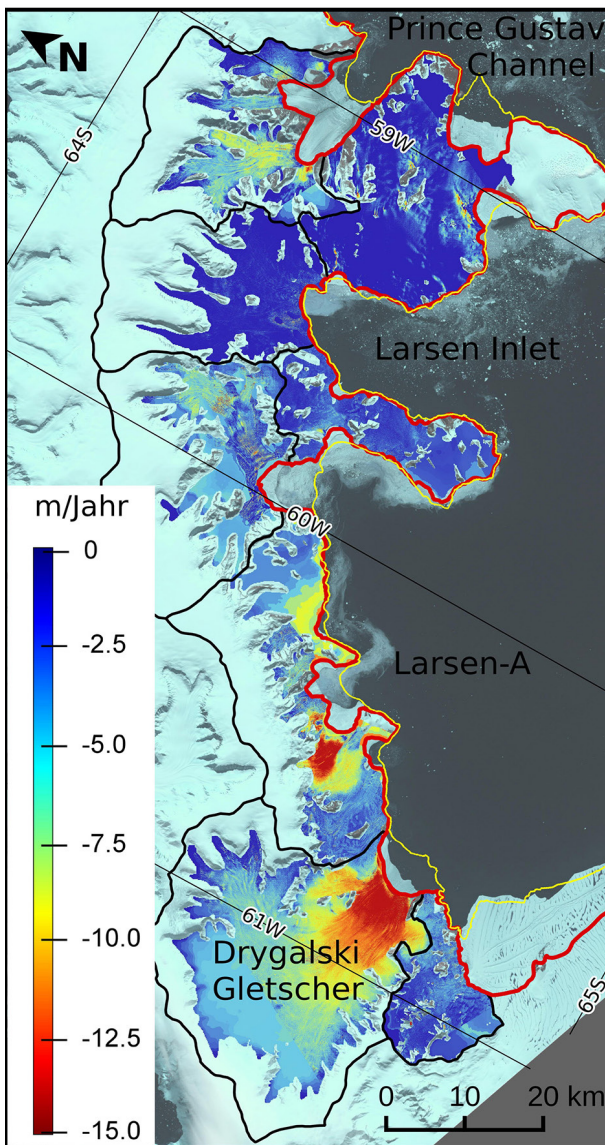 Prince Gustav
Channel
N
64S
59W
Larsen Inlet
60W
m/Jahr
0
-2.5
-5.0
-7.5
-10.0
-12.5
-15.0
Larsen-A
61W
Drygalski
Gletscher
65S
0 10 20 km